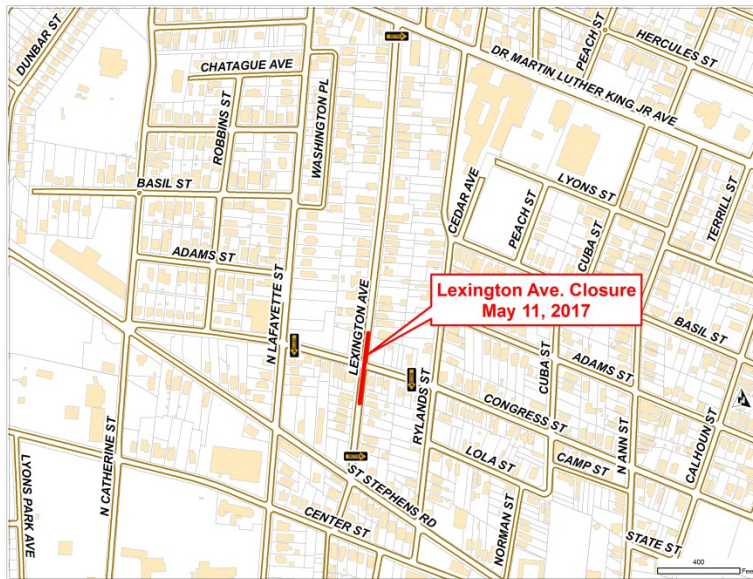 DUNBAR ST
CHATAGUE AVE
ROBBINS ST
WASHINGTON PL
PEACH ST
HERCULES ST
DR MARTIN LUTHER KING JR AVE
BASIL ST
ADAMS ST
N LAFAYETTE ST
LEXINGTON AVE
CEDAR AVE
LYONS ST
PEACH ST
CUBA ST
TERRILL ST
Lexington Ave. Closure
May 11, 2017
BASIL ST
ADAMS ST
CUBA ST
CONGRESS ST
RYLANDS ST
N ANN ST
CALHOUN ST
LYONS PARK AVE
N CATHERINE ST
ST STEPHENS RD
CENTER ST
LOLA ST
CAMP ST
NORMAN ST
STATE ST
400